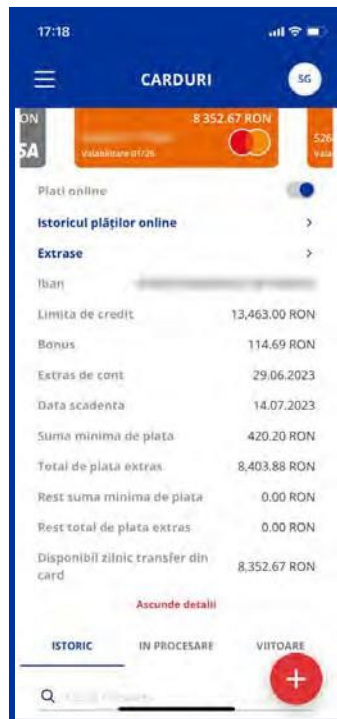 17:18
CARDURI
SG
ON
8 352.67 RON
SA
Valabilitate 01/26
526
Vala
Plati online
Istoricul plăților online
Extrase
Iban
Limita de credit 13,463.00 RON
Bonus 114.69 RON
Extras de cont 29.06.2023
Data scadenta 14.07.2023
Suma minima de plata 420.20 RON
Total de plata extras 8,403.88 RON
Rest suma minima de plata 0.00 RON
Rest total de plata extras 0.00 RON
Disponibil zilnic transfer din
card 8,352.67 RON
Ascunde detalii
ISTORIC IN PROCESARE VIITOARE
+